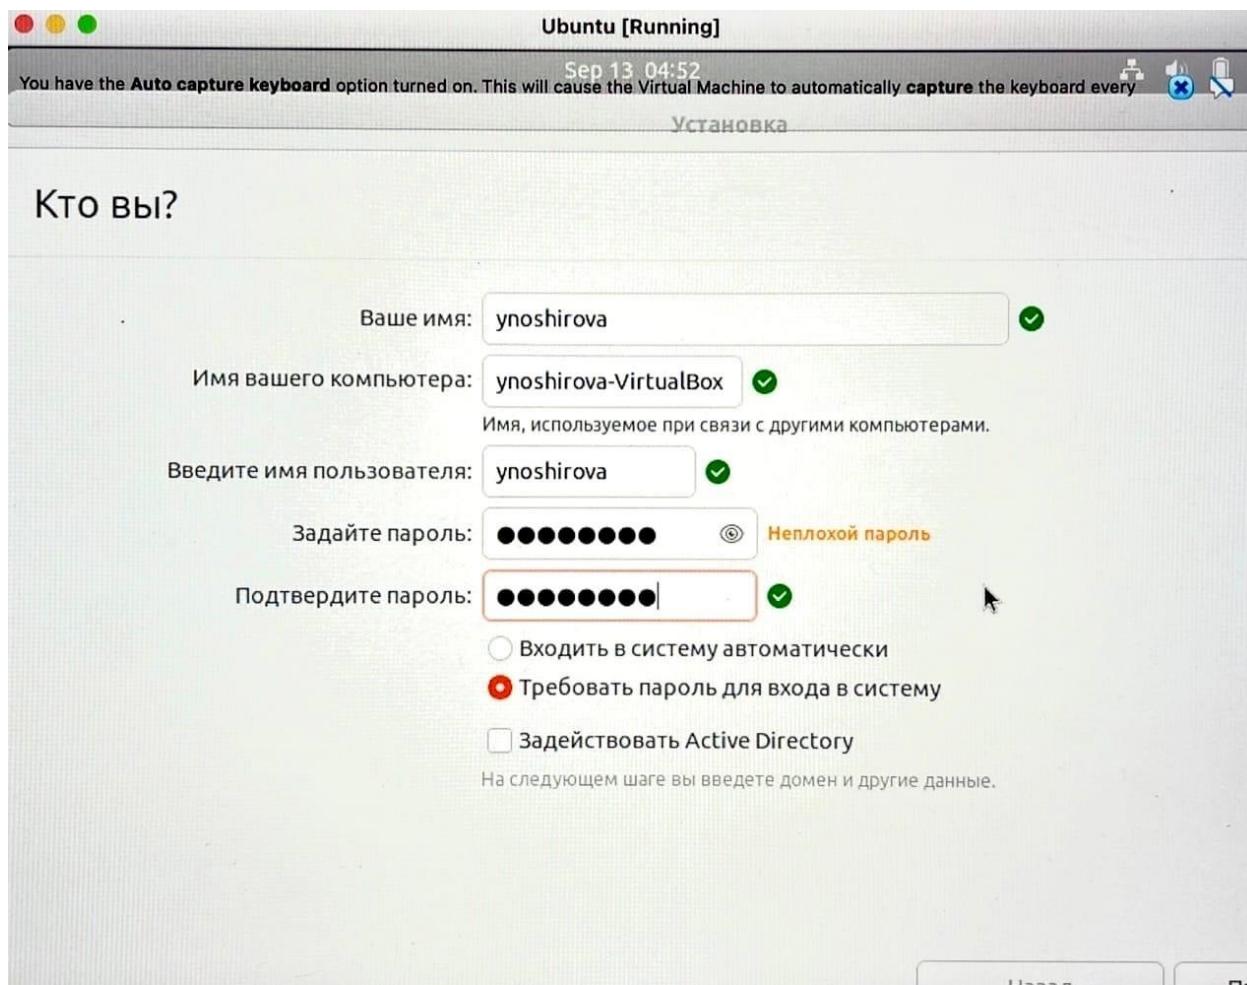 Ubuntu [Running]
Sep 13 04:52
You have the Auto capture keyboard option turned on. This will cause the Virtual Machine to automatically capture the keyboard every
Установка
Кто вы?
Ваше имя: ynoshirova
Имя вашего компьютера: ynoshirova-VirtualBox
Имя, используемое при связи с другими компьютерами.
Введите имя пользователя: ynoshirova
Задайте пароль: ●●●●●●●● Неплохой пароль
Подтвердите пароль: ●●●●●●●●
Входить в систему автоматически
Требовать пароль для входа в систему
Задействовать Active Directory
На следующем шаге вы введете домен и другие данные.